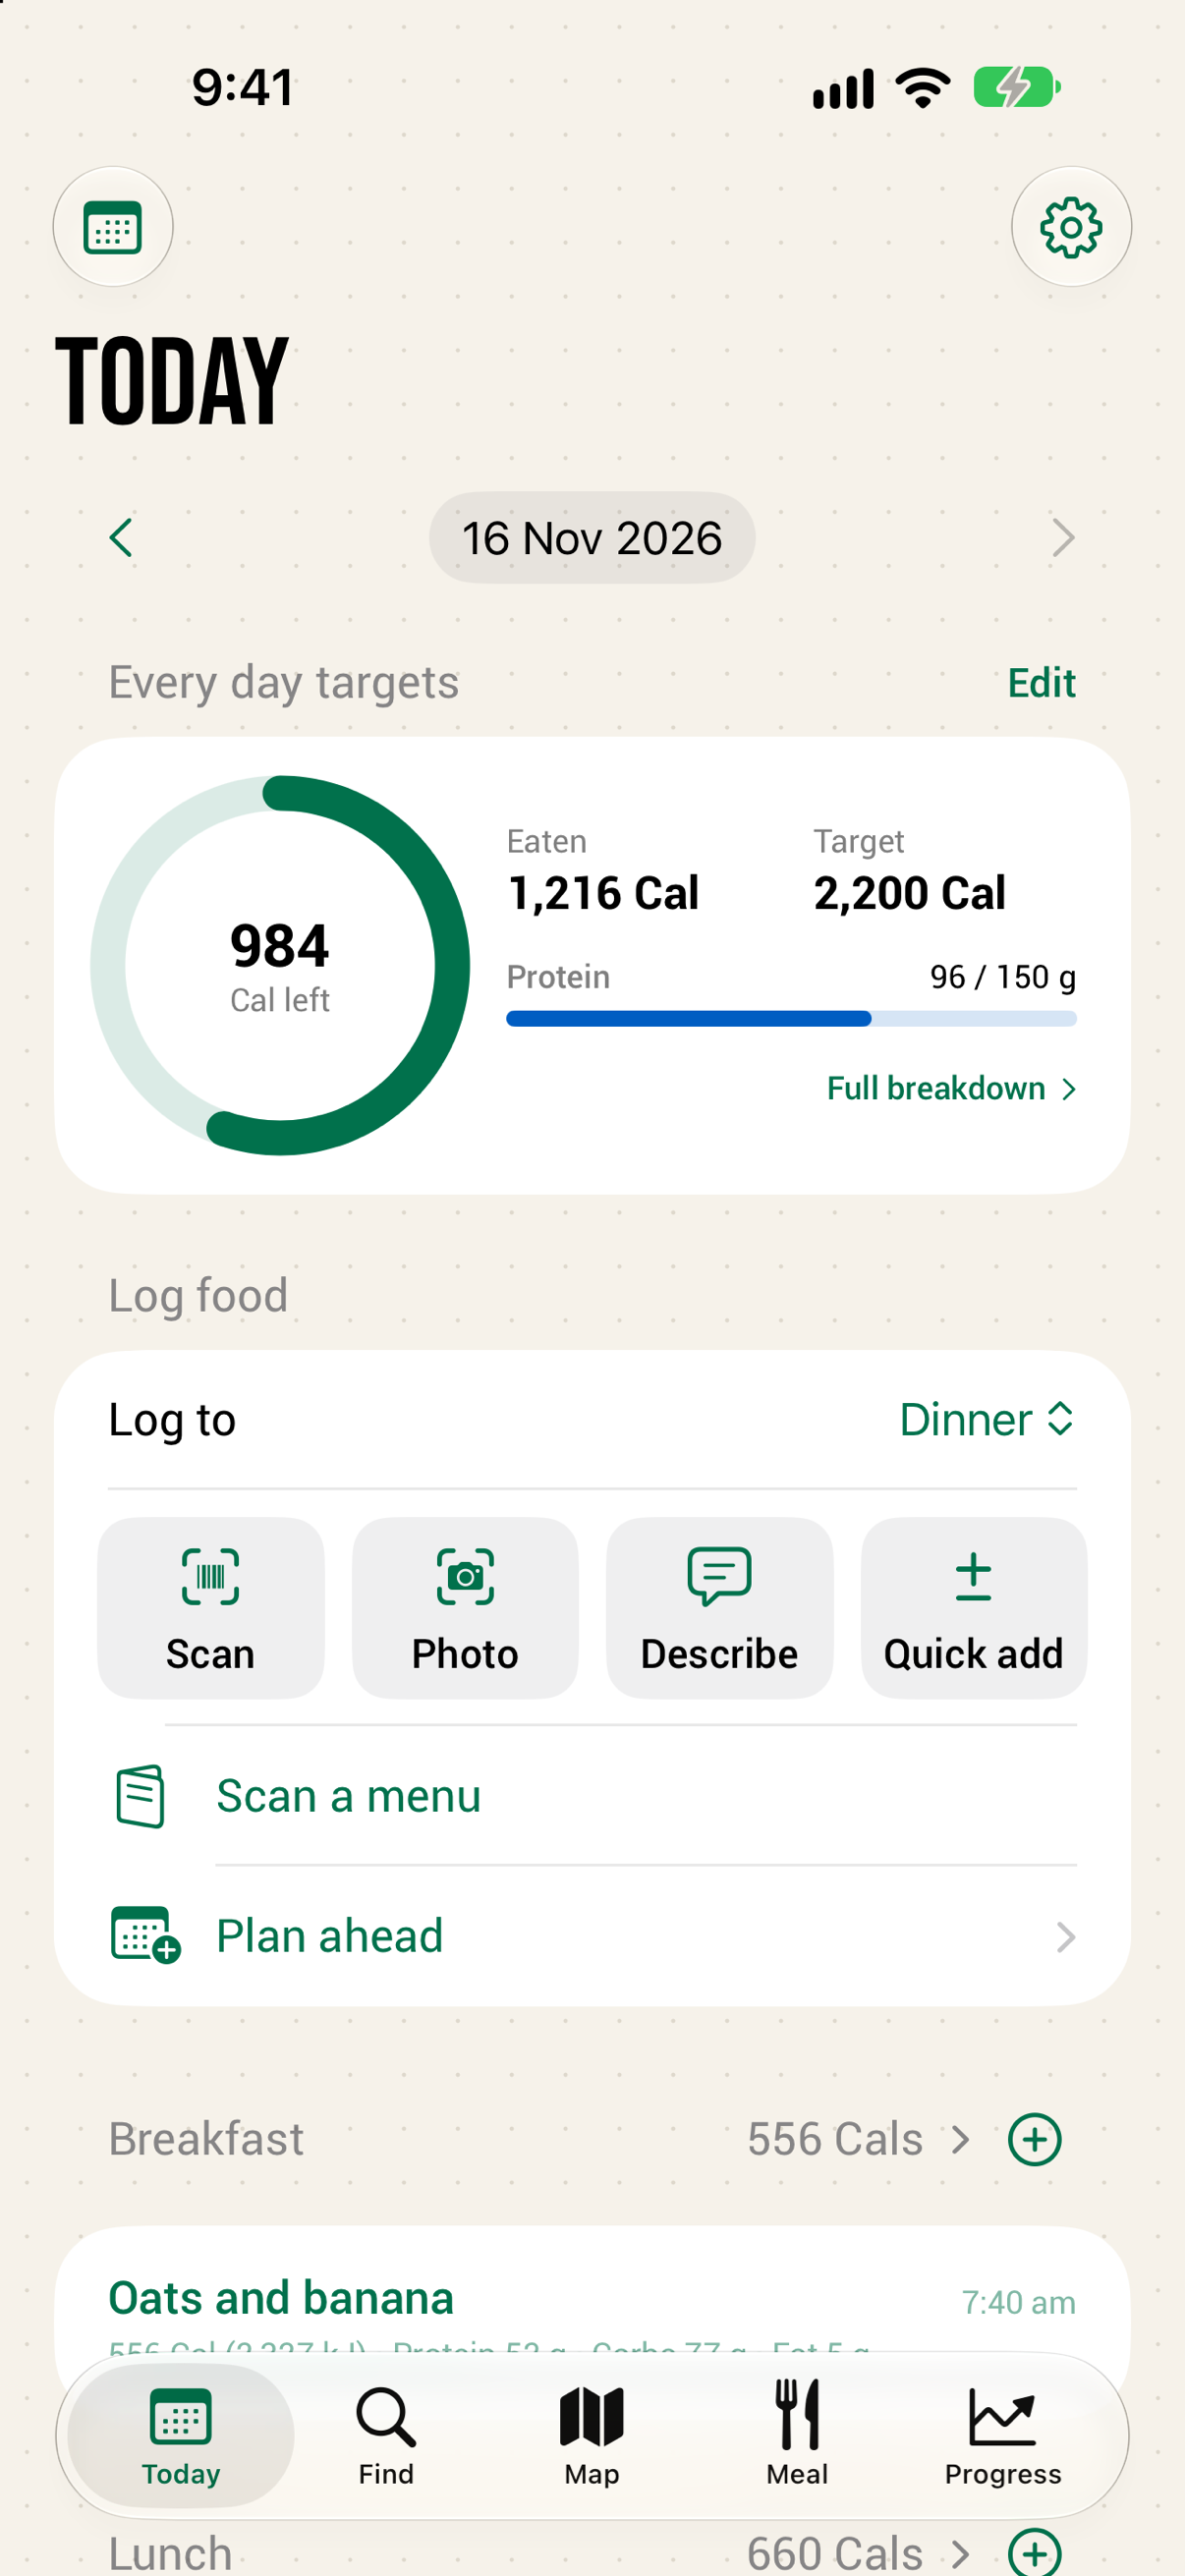 9:41
TODAY
16 Nov 2026
Every day targets
Edit
984
Cal left
Eaten
1,216 Cal
Target
2,200 Cal
Protein
96 / 150 g
Full breakdown
Log food
Log to
Dinner
Scan
Photo
Describe
Quick add
Scan a menu
Plan ahead
Breakfast
556 Cals
Oats and banana
7:40 am
Today
Find
Map
Meal
Progress
Lunch
660 Cals